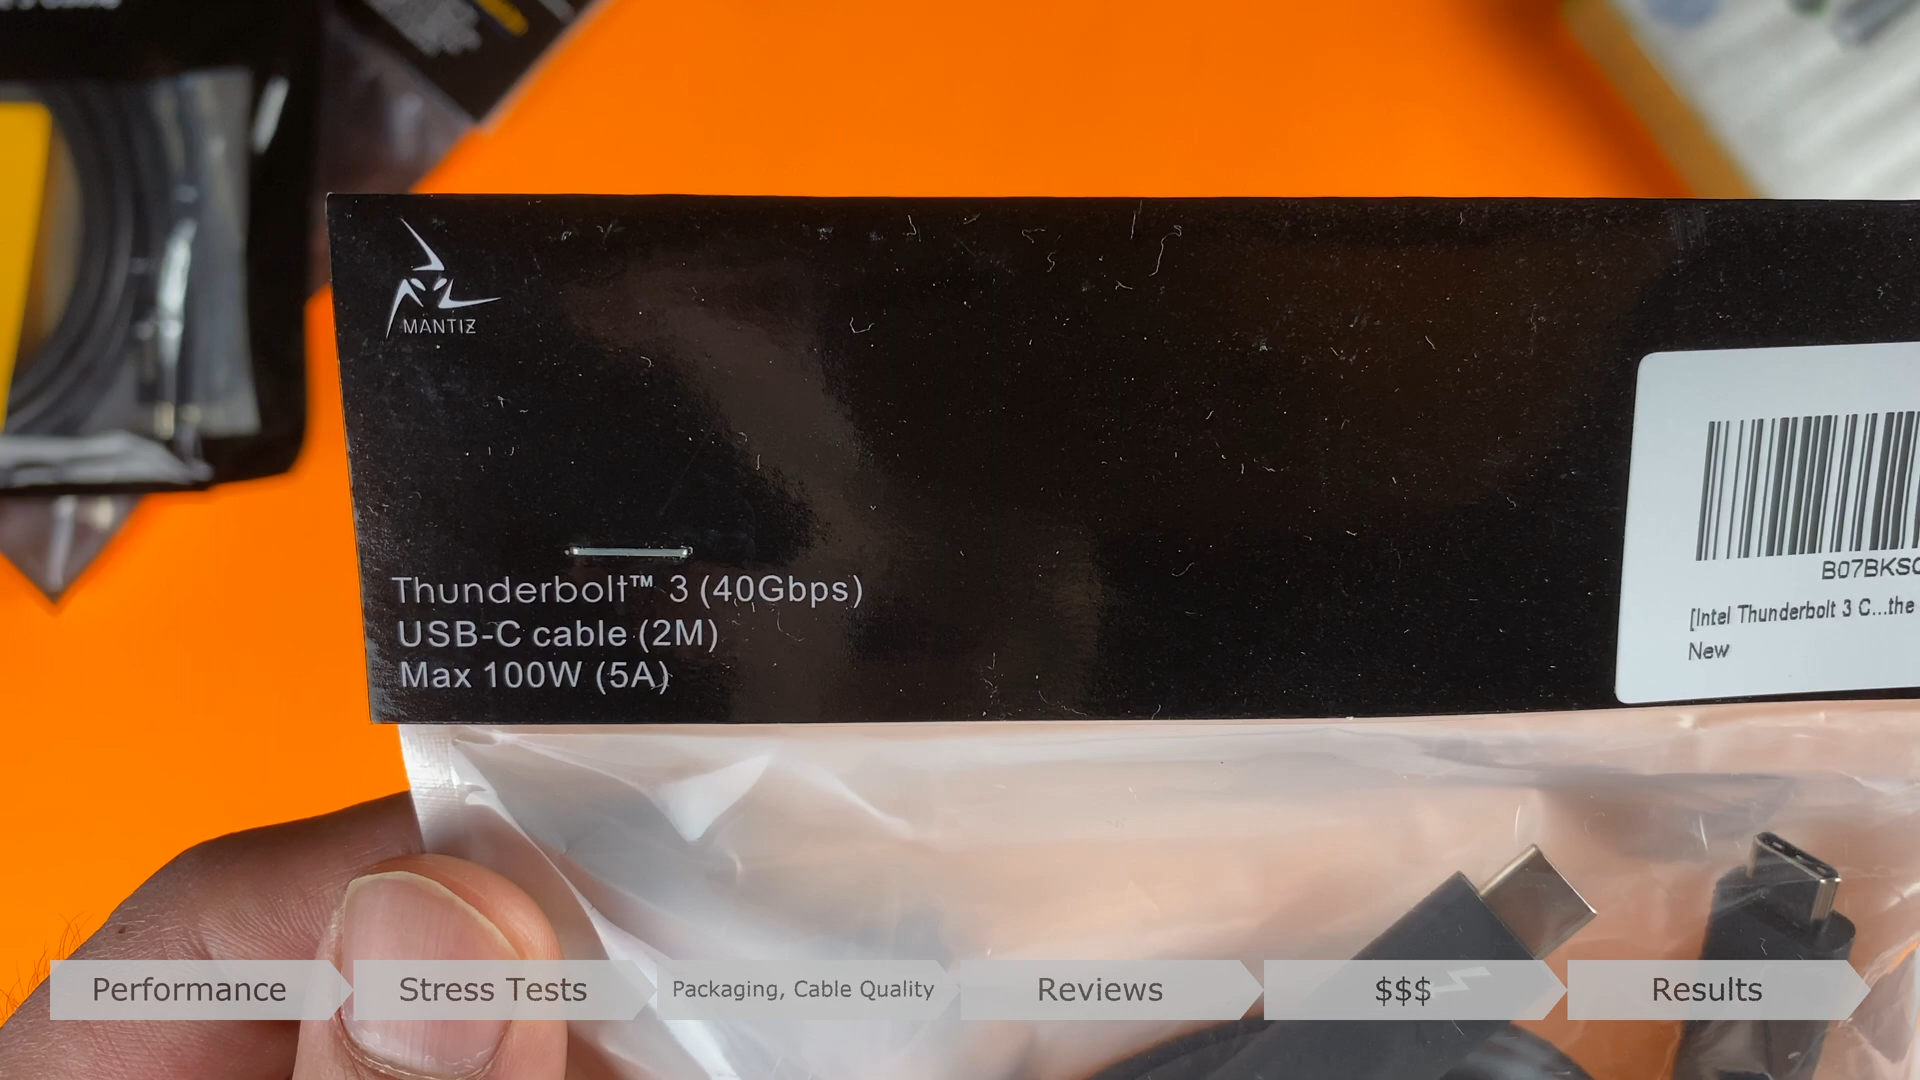 MANTIZ
Thunderbolt™ 3 (40Gbps)
USB-C cable (2M)
Max 100W (5A)
B07BKS
[Intel Thunderbolt 3 C...the
New
Performance
Stress Tests
Packaging, Cable Quality
Reviews
$$$
Results